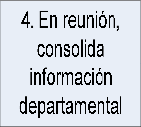 4. En reunión,
consolida
información
departamental